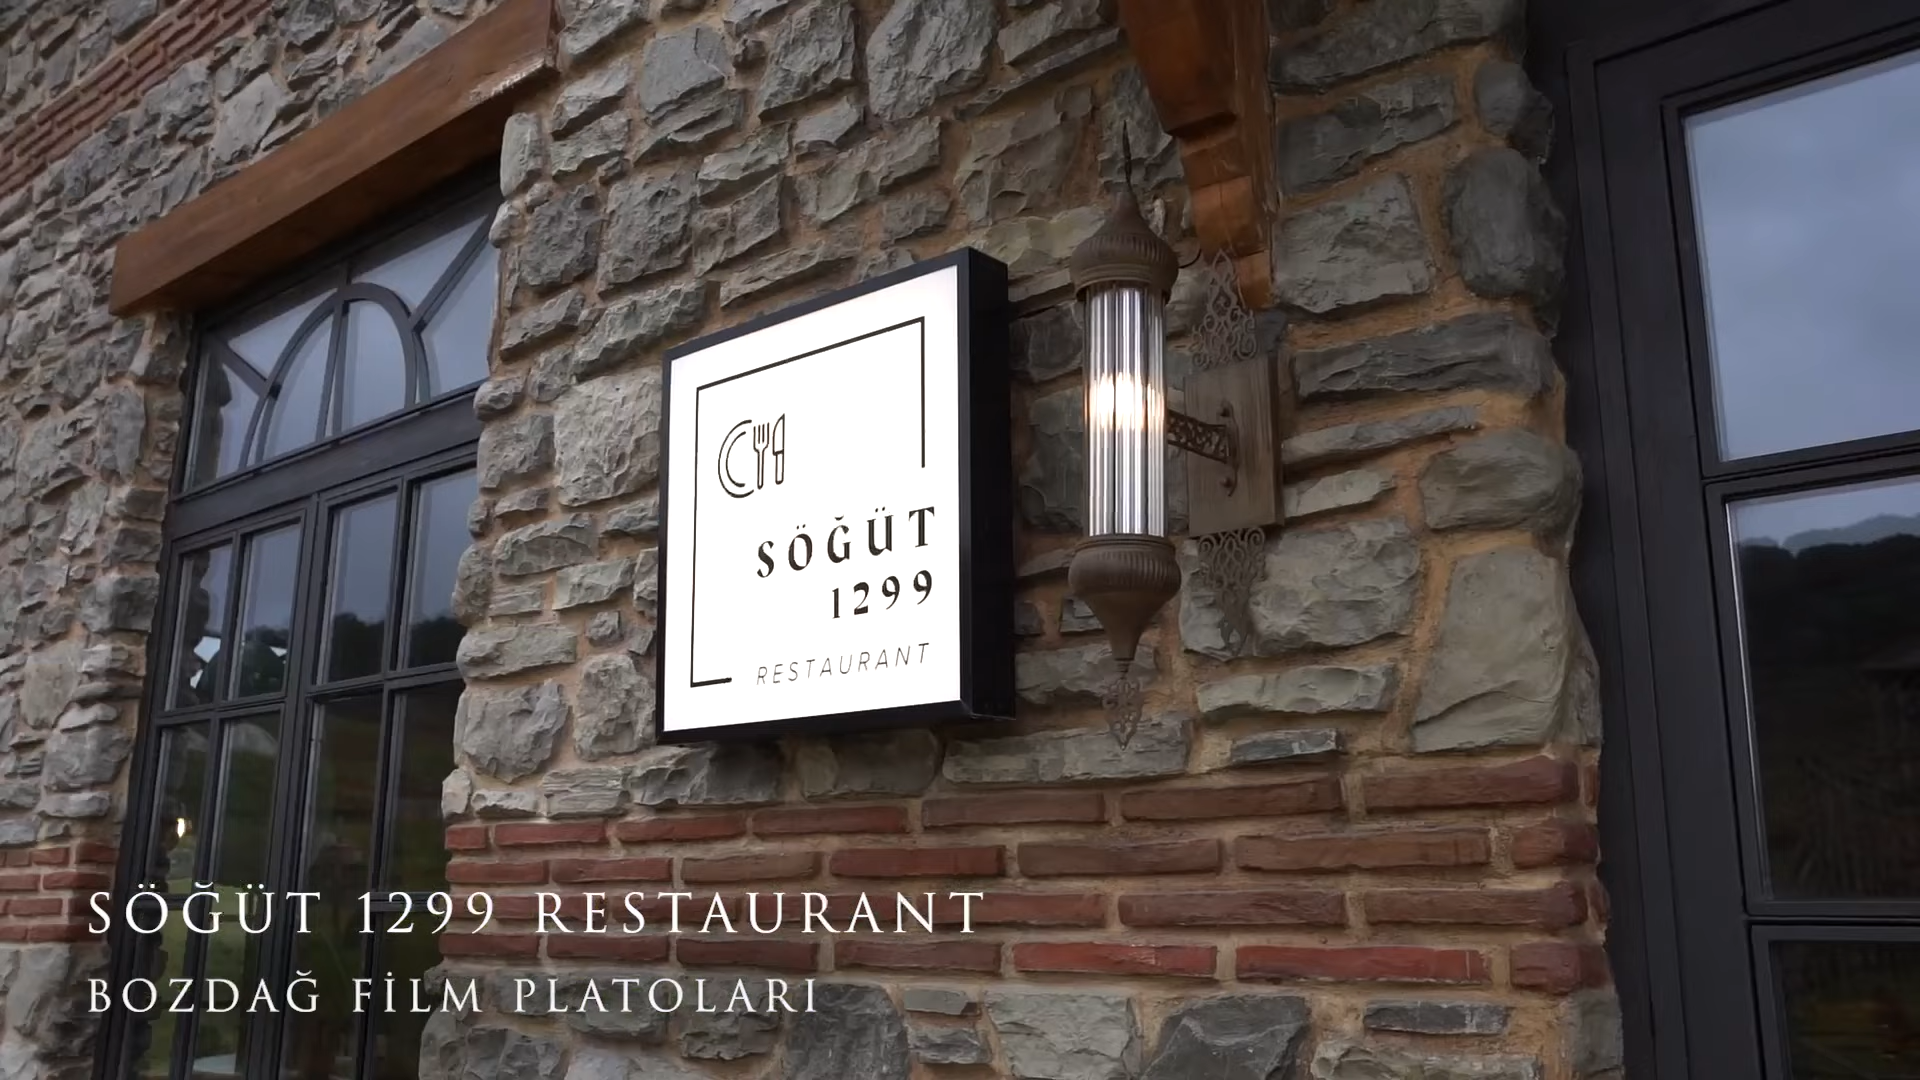 SÖĞÜT
1299
RESTAURANT
SÖĞÜT 1299 RESTAURANT
BOZDAĞ FİLM PLATOLARI